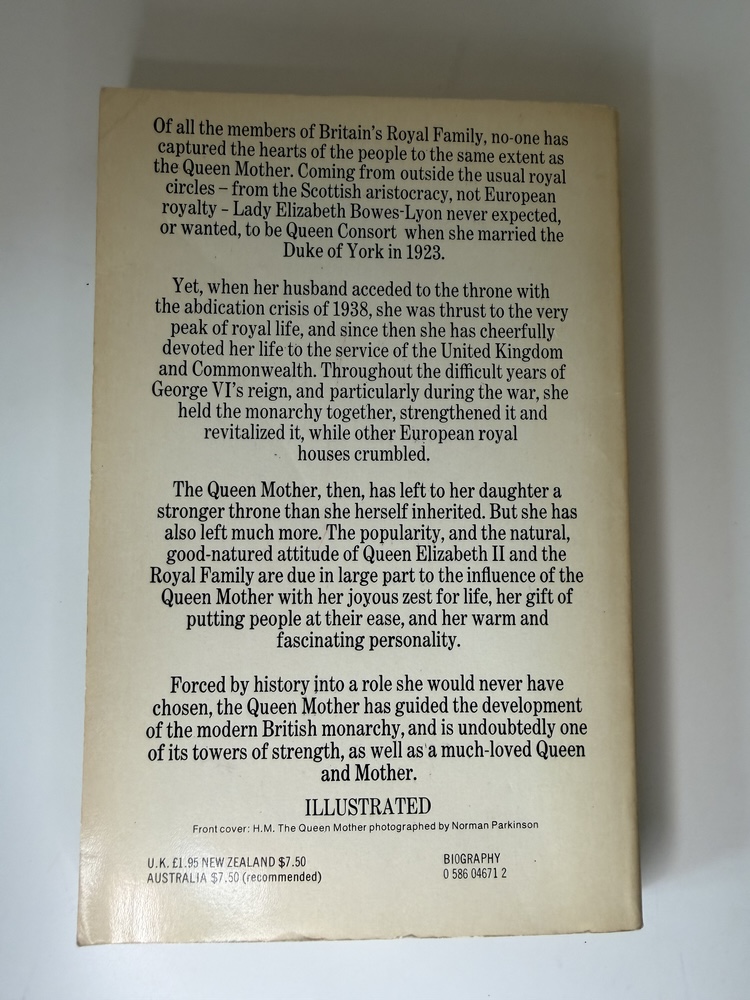 Of all the members of Britain's Royal Family, no-one has
captured the hearts of the people to the same extent as
the Queen Mother. Coming from outside the usual royal
circles – from the Scottish aristocracy, not European
royalty – Lady Elizabeth Bowes-Lyon never expected,
or wanted, to be Queen Consort when she married the
Duke of York in 1923.
Yet, when her husband acceded to the throne with
the abdication crisis of 1938, she was thrust to the very
peak of royal life, and since then she has cheerfully
devoted her life to the service of the United Kingdom
and Commonwealth. Throughout the difficult years of
George VI's reign, and particularly during the war, she
held the monarchy together, strengthened it and
revitalized it, while other European royal
houses crumbled.
The Queen Mother, then, has left to her daughter a
stronger throne than she herself inherited. But she has
also left much more. The popularity, and the natural,
good-natured attitude of Queen Elizabeth II and the
Royal Family are due in large part to the influence of the
Queen Mother with her joyous zest for life, her gift of
putting people at their ease, and her warm and
fascinating personality.
Forced by history into a role she would never have
chosen, the Queen Mother has guided the development
of the modern British monarchy, and is undoubtedly one
of its towers of strength, as well as a much-loved Queen
and Mother.
ILLUSTRATED
Front cover: H.M. The Queen Mother photographed by Norman Parkinson
U.K. £1.95 NEW ZEALAND $7.50
AUSTRALIA $7.50 (recommended)
BIOGRAPHY
0 586 04671 2